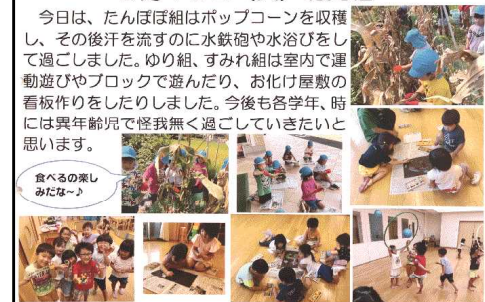 今日は、たんぽぽ組はポップコーンを収穫
し、その後汗を流すのに水鉄砲や水浴びをし
て過ごしました。ゆり組、すみれ組は室内で運
動遊びやブロックで遊んだり、お化け屋敷の
看板作りをしたりしました。今後も各学年、時
には異年齢児で怪我無く過ごしていきたいと
思います。
食べるの楽し
みだな～♪